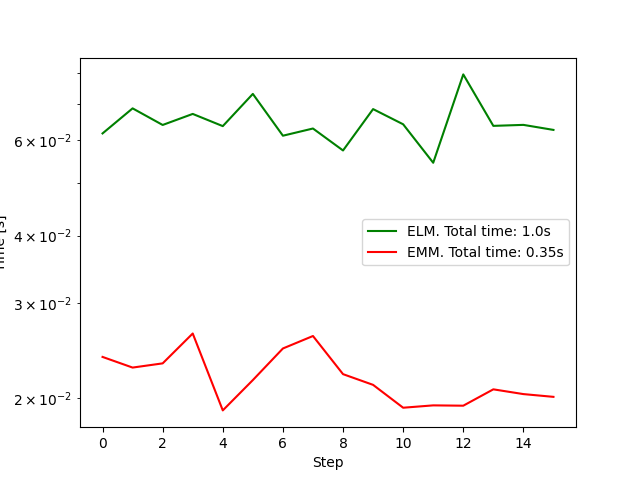 6 × 10⁻²
4 × 10⁻²
3 × 10⁻²
2 × 10⁻²
Time [s]
ELM. Total time: 1.0s
EMM. Total time: 0.35s
0 2 4 6 8 10 12 14
Step